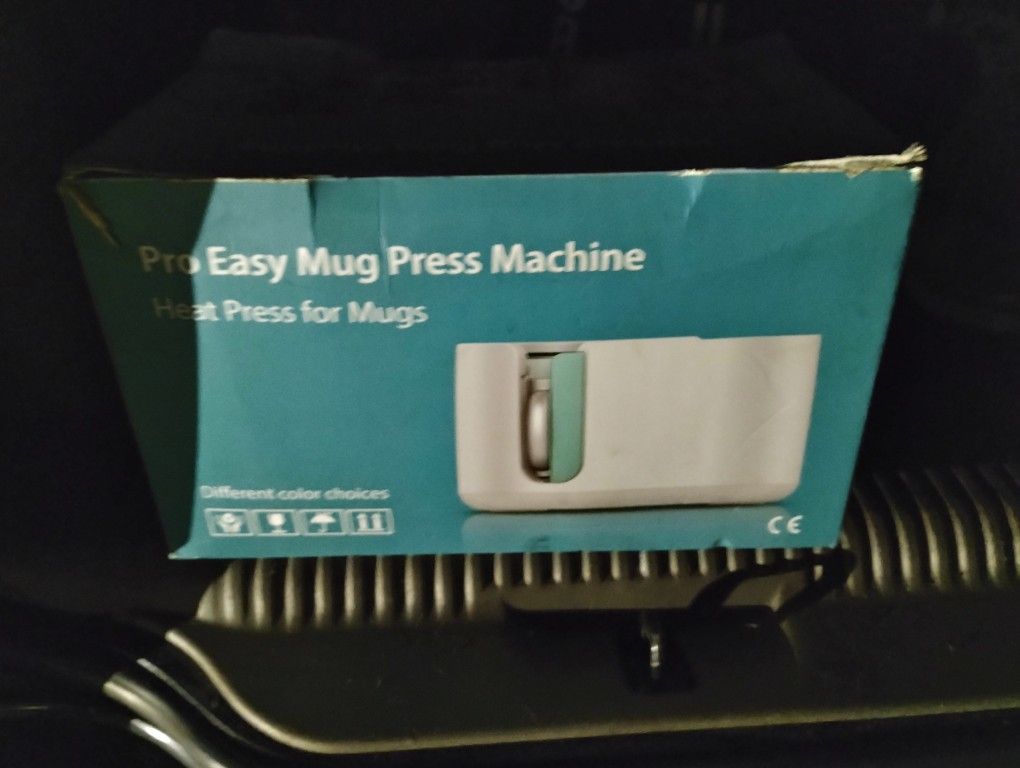 Pro Easy Mug Press Machine
Heat Press for Mugs
Different color choices
CE